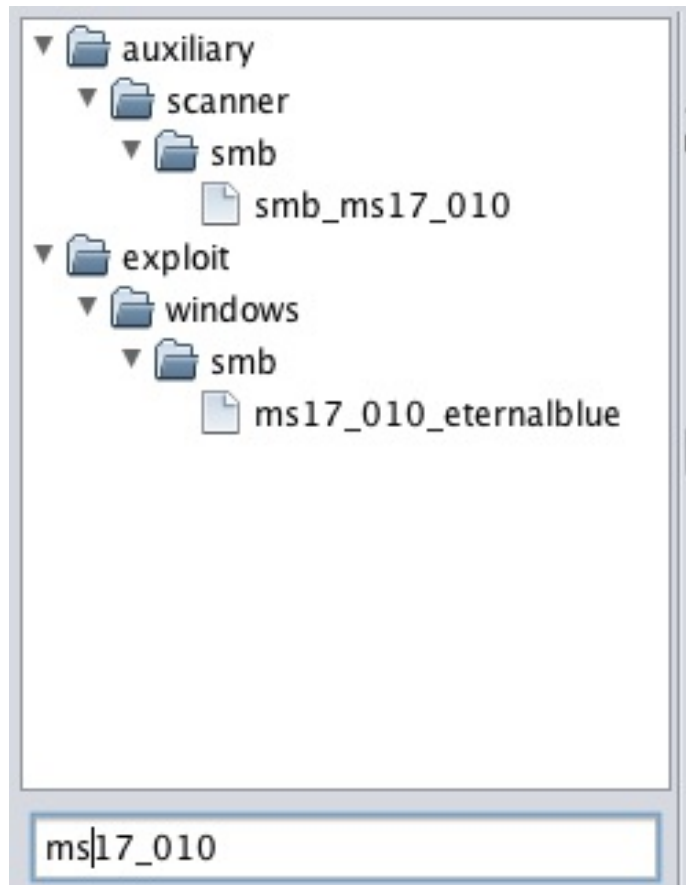 auxiliary
scanner
smb
smb_ms17_010
exploit
windows
smb
ms17_010_eternalblue
ms17_010